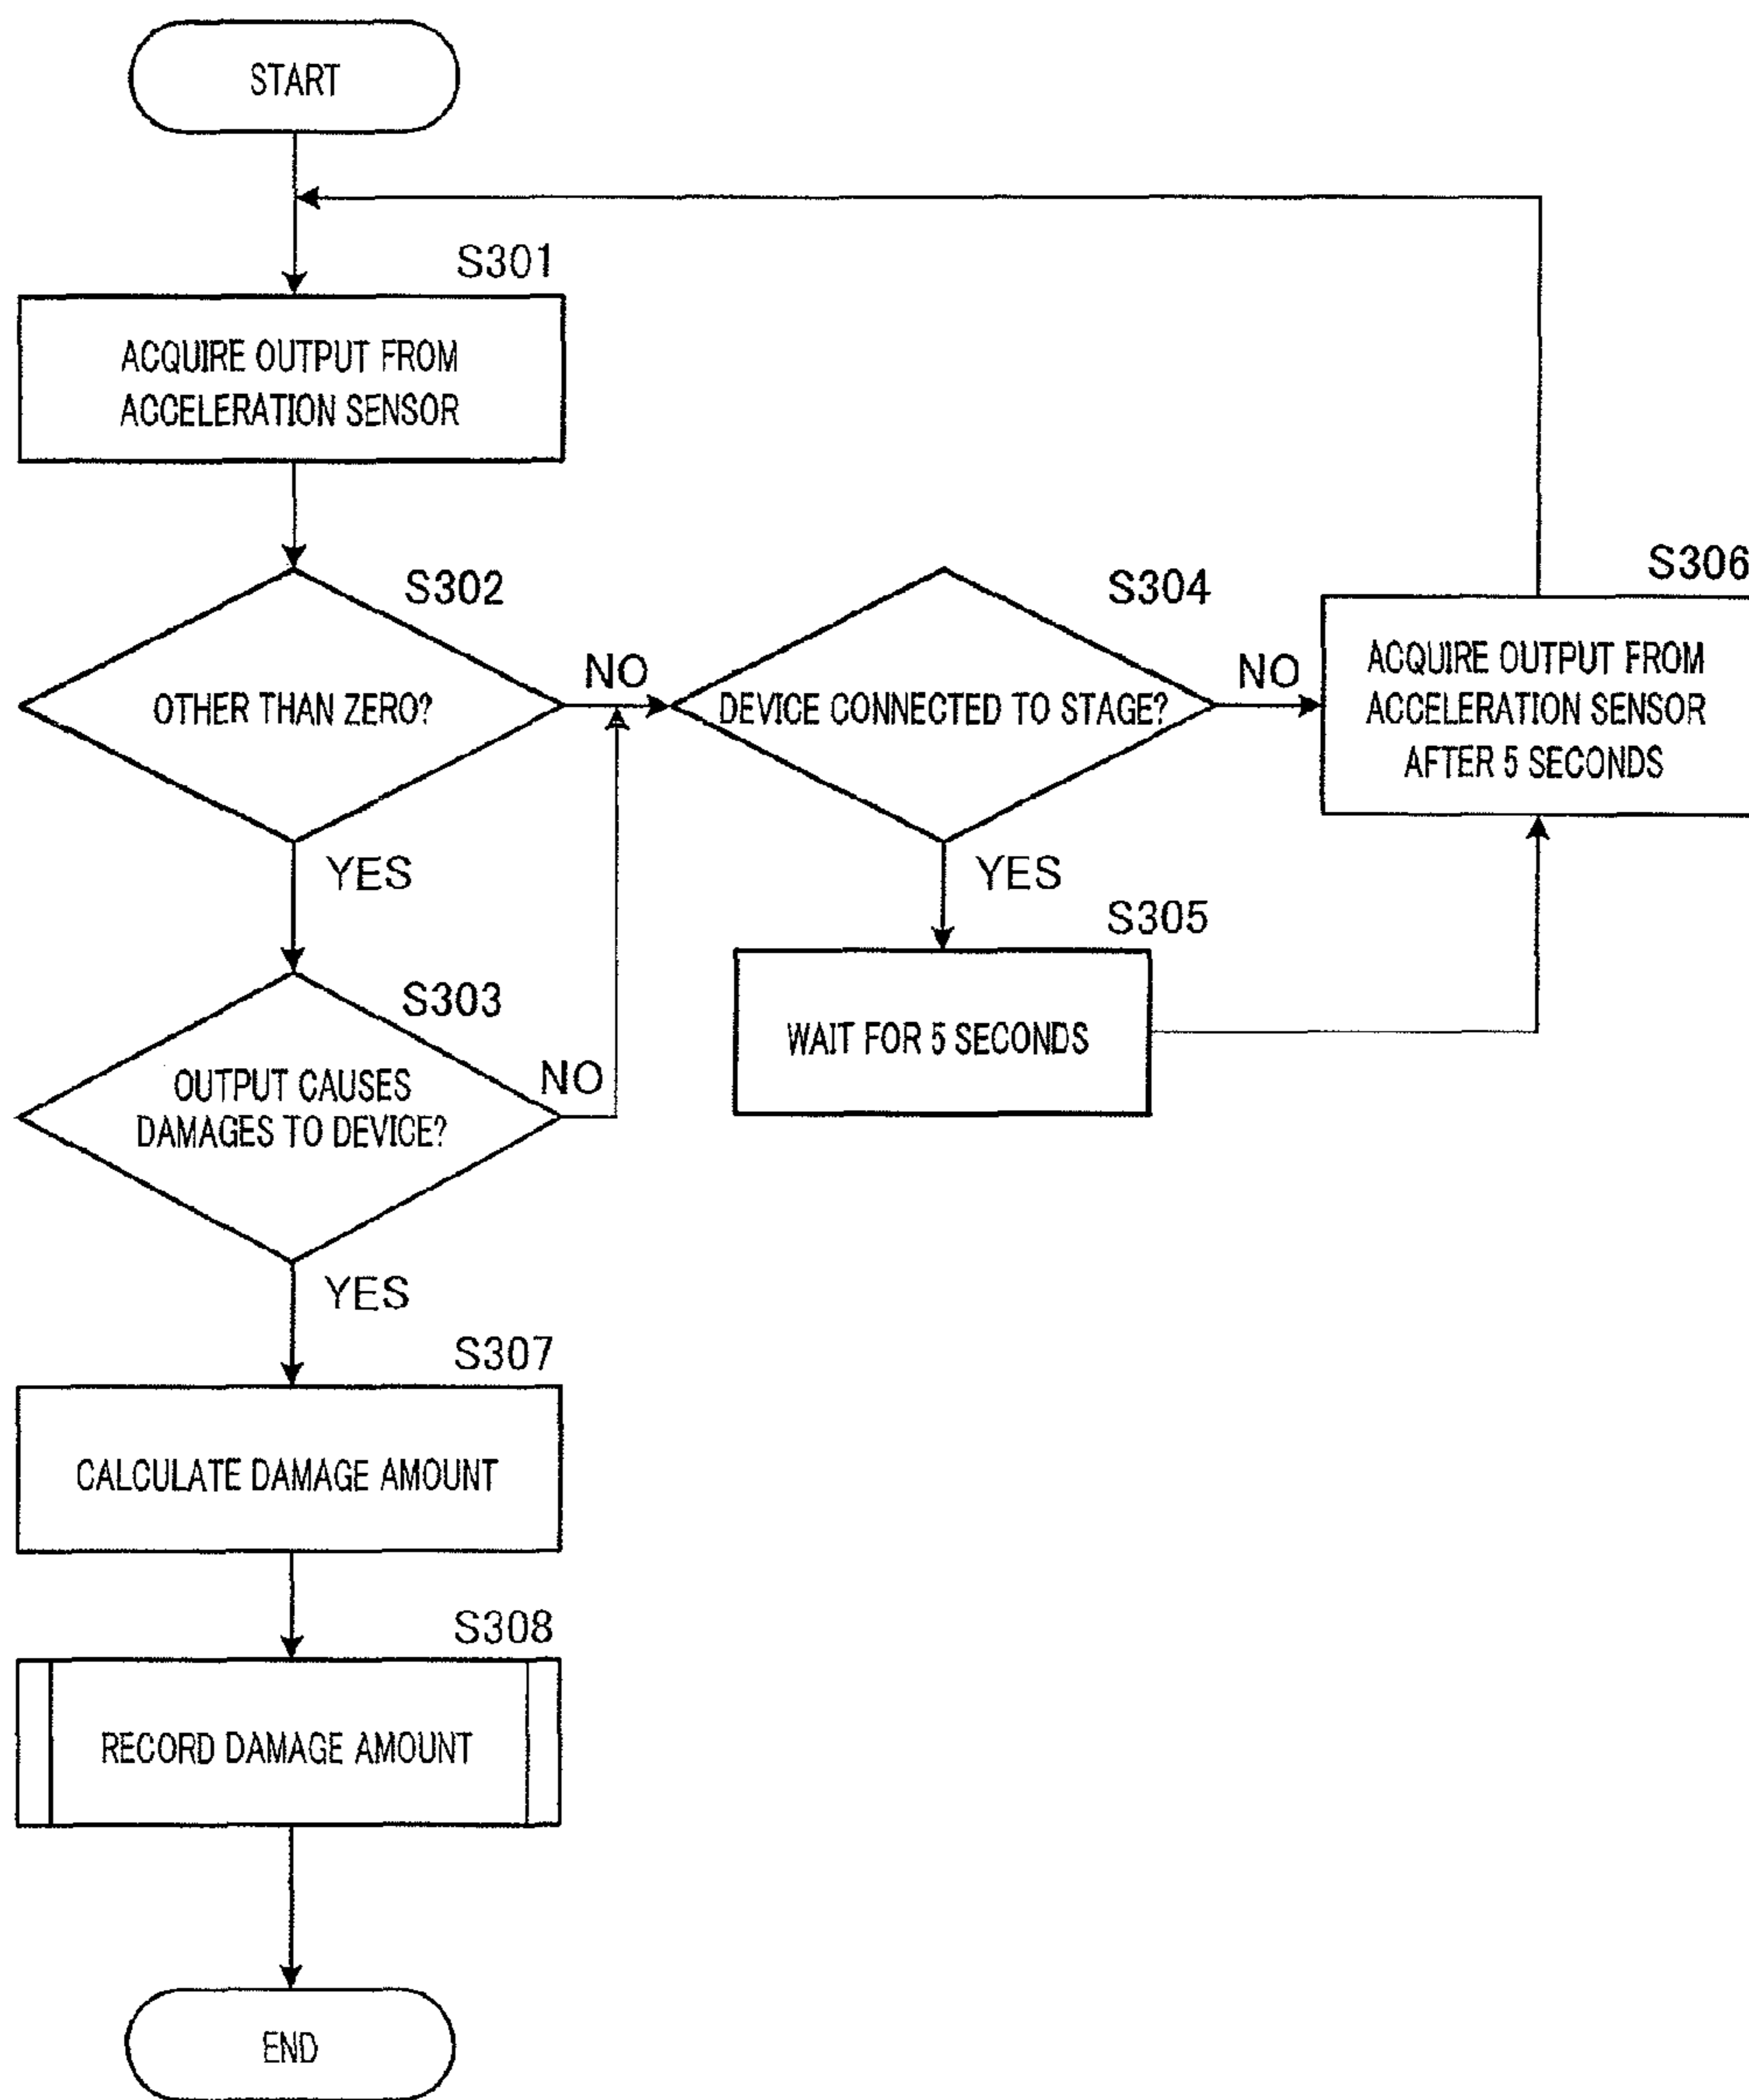 START
S301
ACQUIRE OUTPUT FROM
ACCELERATION SENSOR
S302
OTHER THAN ZERO?
NO
YES
S304
DEVICE CONNECTED TO STAGE?
NO
YES
S306
ACQUIRE OUTPUT FROM
ACCELERATION SENSOR
AFTER 5 SECONDS
S305
WAIT FOR 5 SECONDS
S303
OUTPUT CAUSES
DAMAGES TO DEVICE?
NO
YES
S307
CALCULATE DAMAGE AMOUNT
S308
RECORD DAMAGE AMOUNT
END